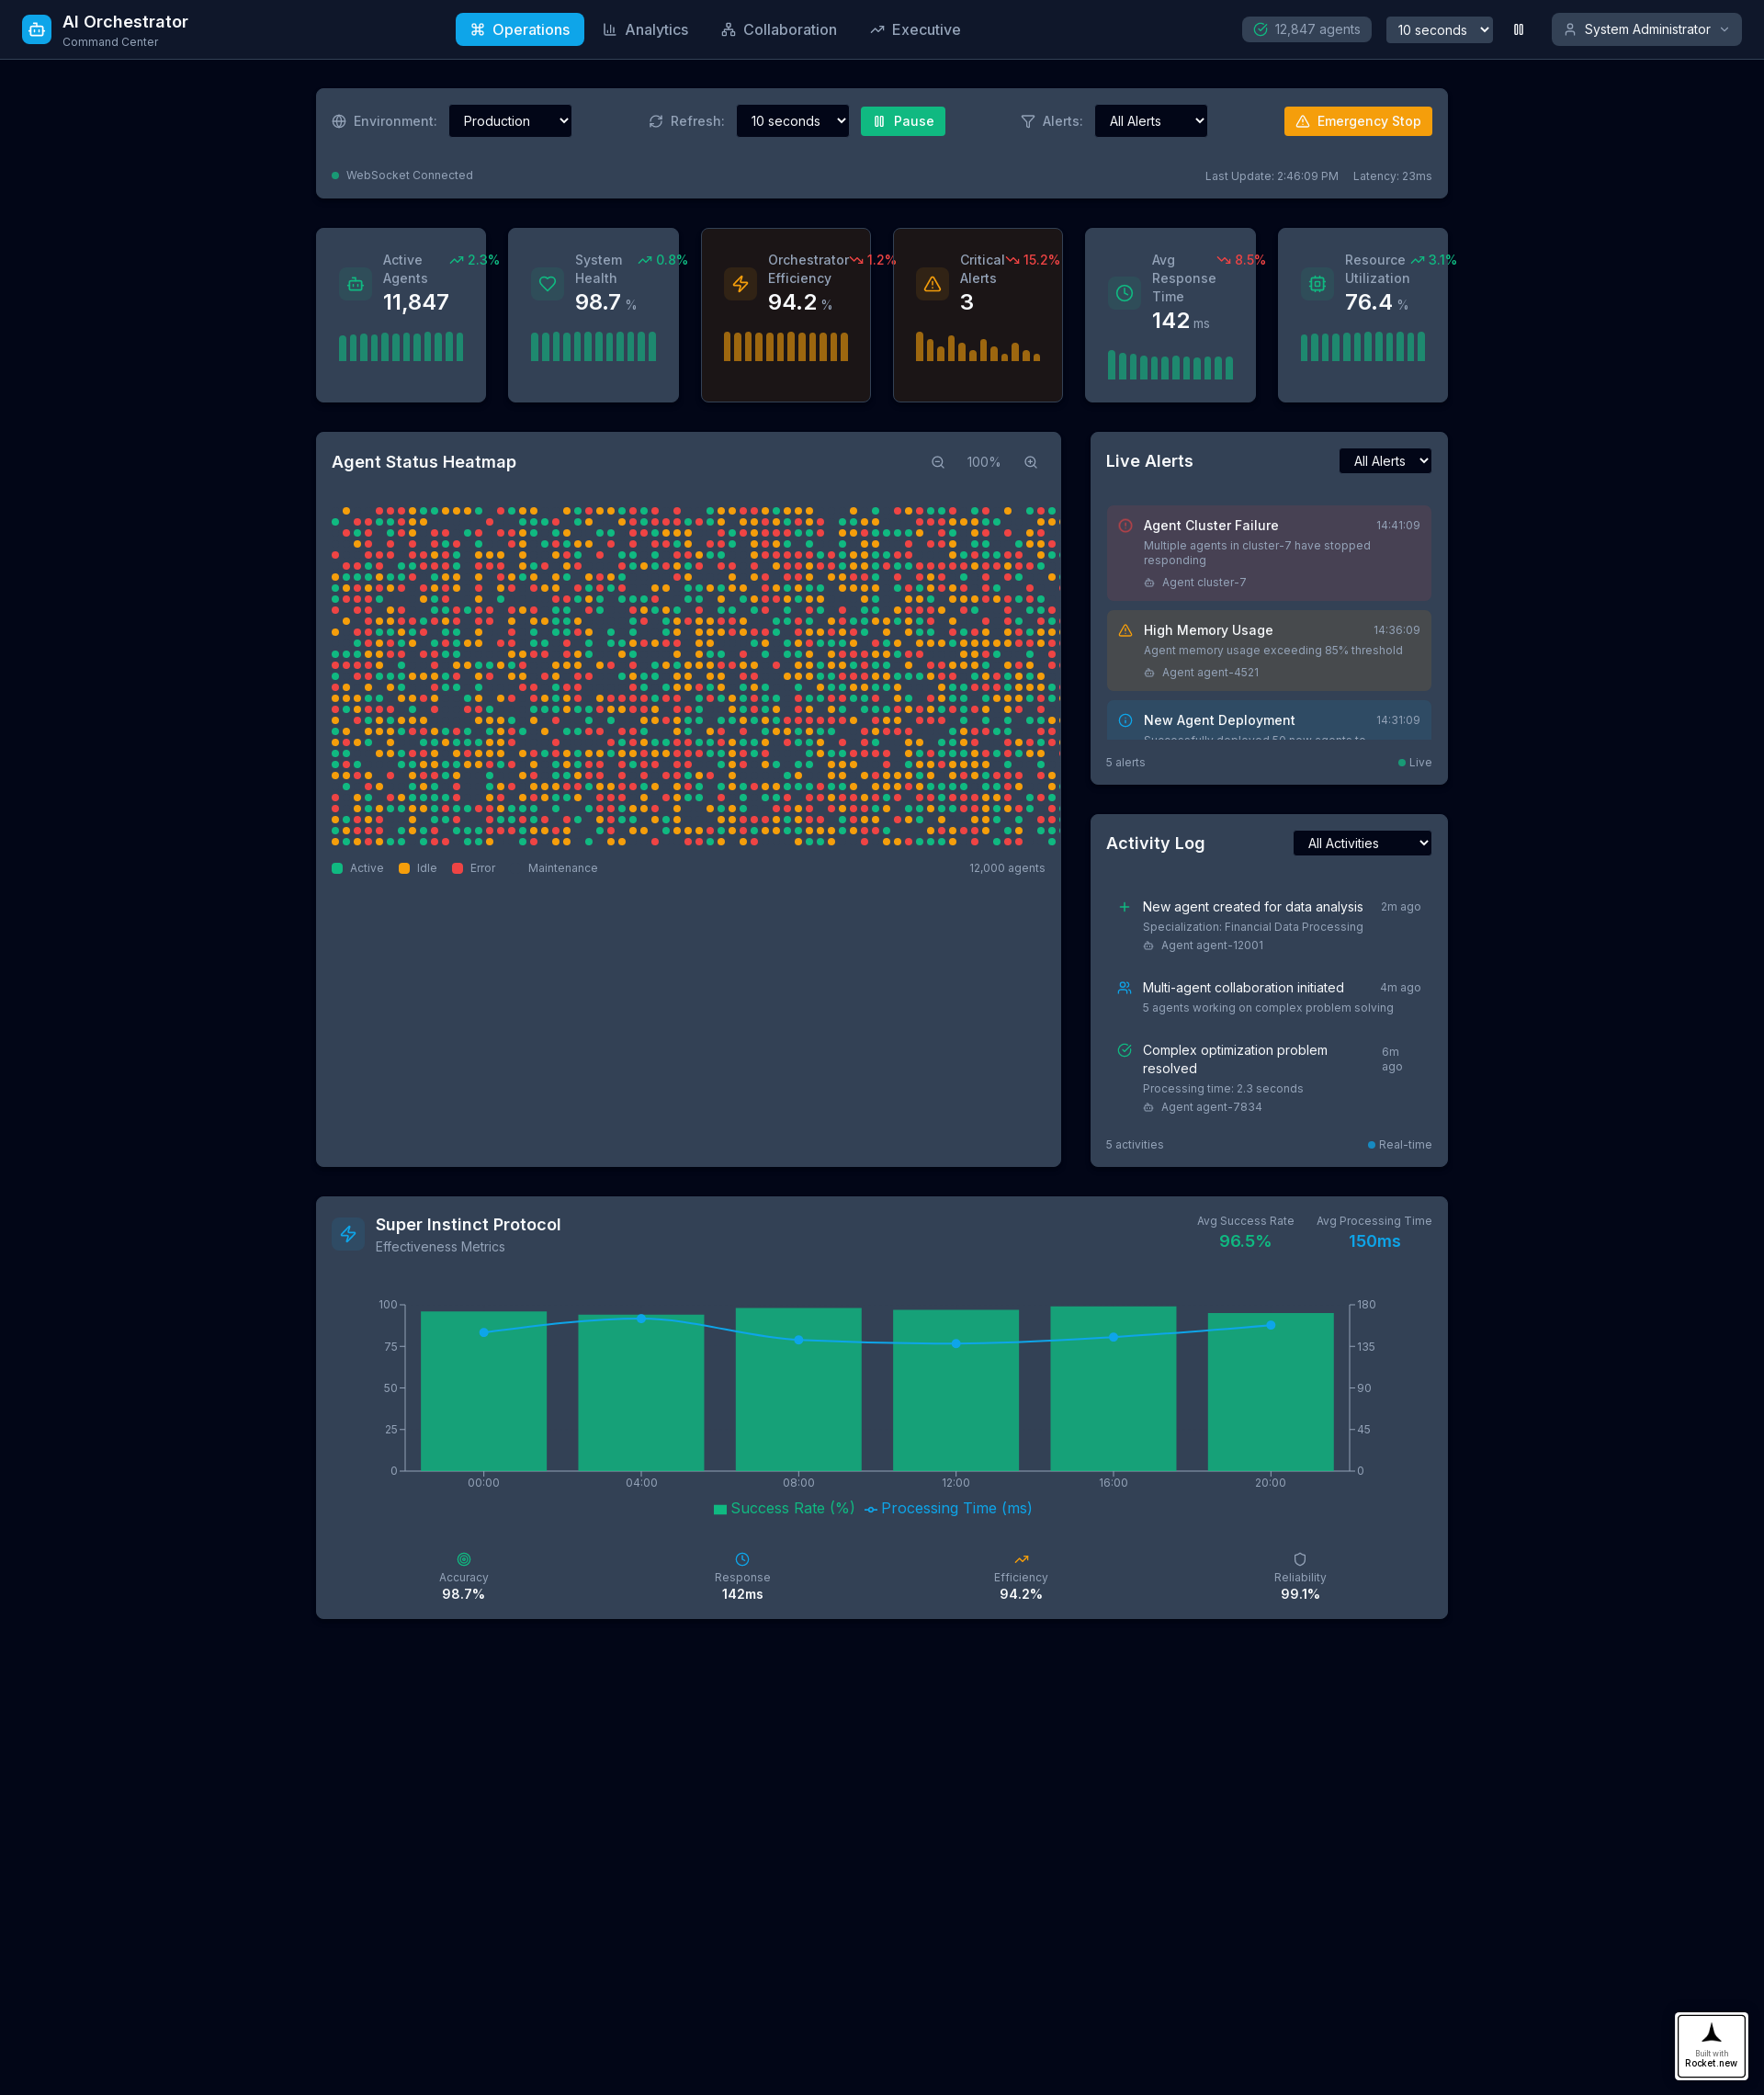 AI Orchestrator
Command Center
Operations
Analytics
Collaboration
Executive
12,847 agents
10 seconds
System Administrator
Environment:
Production
Refresh:
10 seconds
Pause
Alerts:
All Alerts
Emergency Stop
WebSocket Connected
Last Update: 2:46:09 PM
Latency: 23ms
Active
Agents
2.3%
11,847
System
Health
0.8%
98.7 %
Orchestrator
Efficiency
1.2%
94.2 %
Critical
Alerts
15.2%
3
Avg
Response
Time
8.5%
142 ms
Resource
Utilization
3.1%
76.4 %
Agent Status Heatmap
100%
Active
Idle
Error
Maintenance
12,000 agents
Live Alerts
All Alerts
Agent Cluster Failure
14:41:09
Multiple agents in cluster-7 have stopped
responding
Agent cluster-7
High Memory Usage
14:36:09
Agent memory usage exceeding 85% threshold
Agent agent-4521
New Agent Deployment
14:31:09
Successfully deployed 50 new agents to
5 alerts
Live
Activity Log
All Activities
New agent created for data analysis
2m ago
Specialization: Financial Data Processing
Agent agent-12001
Multi-agent collaboration initiated
4m ago
5 agents working on complex problem solving
Complex optimization problem
resolved
6m
ago
Processing time: 2.3 seconds
Agent agent-7834
5 activities
Real-time
Super Instinct Protocol
Effectiveness Metrics
Avg Success Rate
96.5%
Avg Processing Time
150ms
100
75
50
25
0
180
135
90
45
0
00:00
04:00
08:00
12:00
16:00
20:00
Success Rate (%)
Processing Time (ms)
Accuracy
98.7%
Response
142ms
Efficiency
94.2%
Reliability
99.1%
Built with
Rocket.new